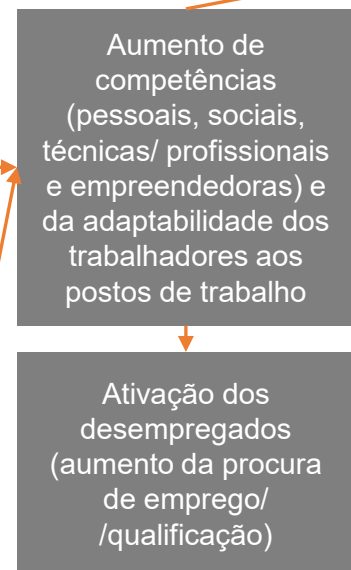 Aumento de
competências
(pessoais, sociais,
técnicas/ profissionais
e empreendedoras) e
da adaptabilidade dos
trabalhadores aos
postos de trabalho
Ativação dos
desempregados
(aumento da procura
de emprego/
/qualificação)